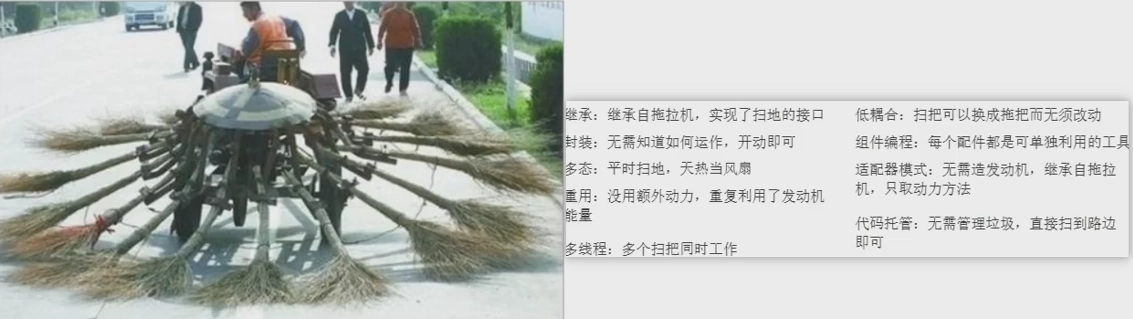 继承：继承自拖拉机，实现了扫地的接口
封装：无需知道如何运作，开动即可
多态：平时扫地，天热当风扇
重用：没用额外动力，重复利用了发动机
能量
多线程：多个扫把同时工作
低耦合：扫把可以换成拖把而无须改动
组件编程：每个配件都是可单独利用的工具
适配器模式：无需造发动机，继承自拖拉
机，只取动力方法
代码托管：无需管理垃圾，直接扫到路边
即可